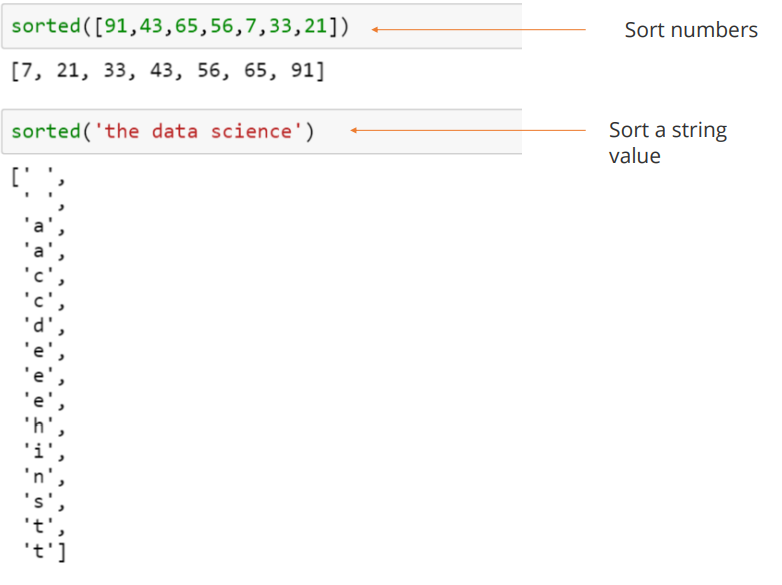 sorted([91,43,65,56,7,33,21])
Sort numbers
[7, 21, 33, 43, 56, 65, 91]
sorted('the data science')
Sort a string
value
[' ',
' ',
'a',
'a',
'c',
'c',
'd',
'e',
'e',
'e',
'h',
'i',
'n',
's',
't',
't']